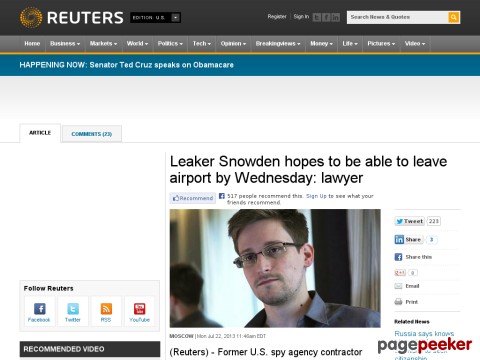 REUTERS
EDITION: U.S.
Register
Sign In
Search News & Quotes
Home
Business
Markets
World
Politics
Tech
Opinion
Breakingviews
Money
Life
Pictures
Video
HAPPENING NOW: Senator Ted Cruz speaks on Obamacare
ARTICLE
COMMENTS (23)
Leaker Snowden hopes to be able to leave
airport by Wednesday: lawyer
Recommend
517 people recommend this. Sign Up to see what your
friends recommend.
Tweet 223
Share 3
Share this
0
Email
Print
Related News
Russia says knows
citizenship
Follow Reuters
Facebook
Twitter
RSS
YouTube
RECOMMENDED VIDEO
MOSCOW | Mon Jul 22, 2013 11:46am EDT
(Reuters) - Former U.S. spy agency contractor
pagepeeker